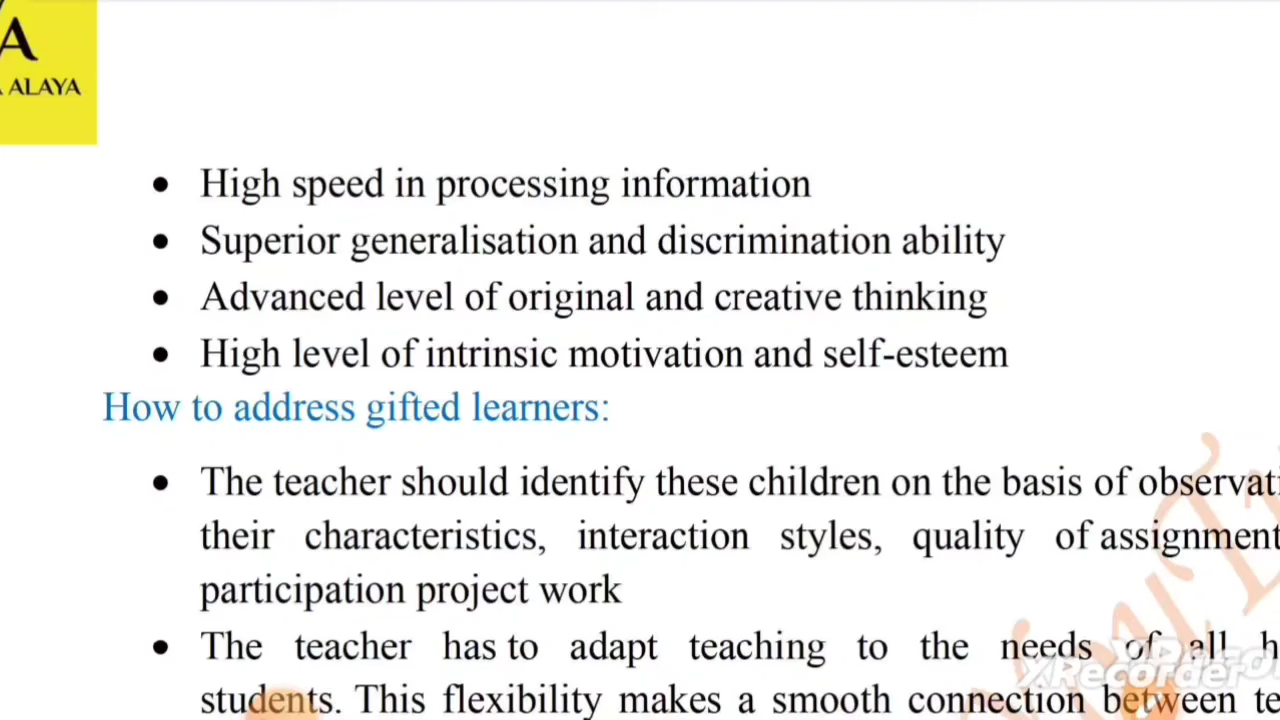 A
ALAYA
• High speed in processing information
• Superior generalisation and discrimination ability
• Advanced level of original and creative thinking
• High level of intrinsic motivation and self-esteem
How to address gifted learners:
• The teacher should identify these children on the basis of observati
their characteristics, interaction styles, quality of assignment
participation project work
• The teacher has to adapt teaching to the needs of all h
students. This flexibility makes a smooth connection between te
XRecorder